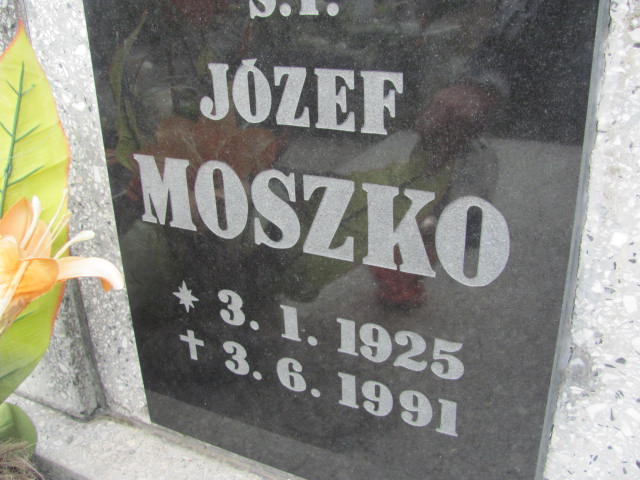 Ś.P.
JÓZEF
MOSZKO
* 3. 1. 1925
✝ 3. 6. 1991